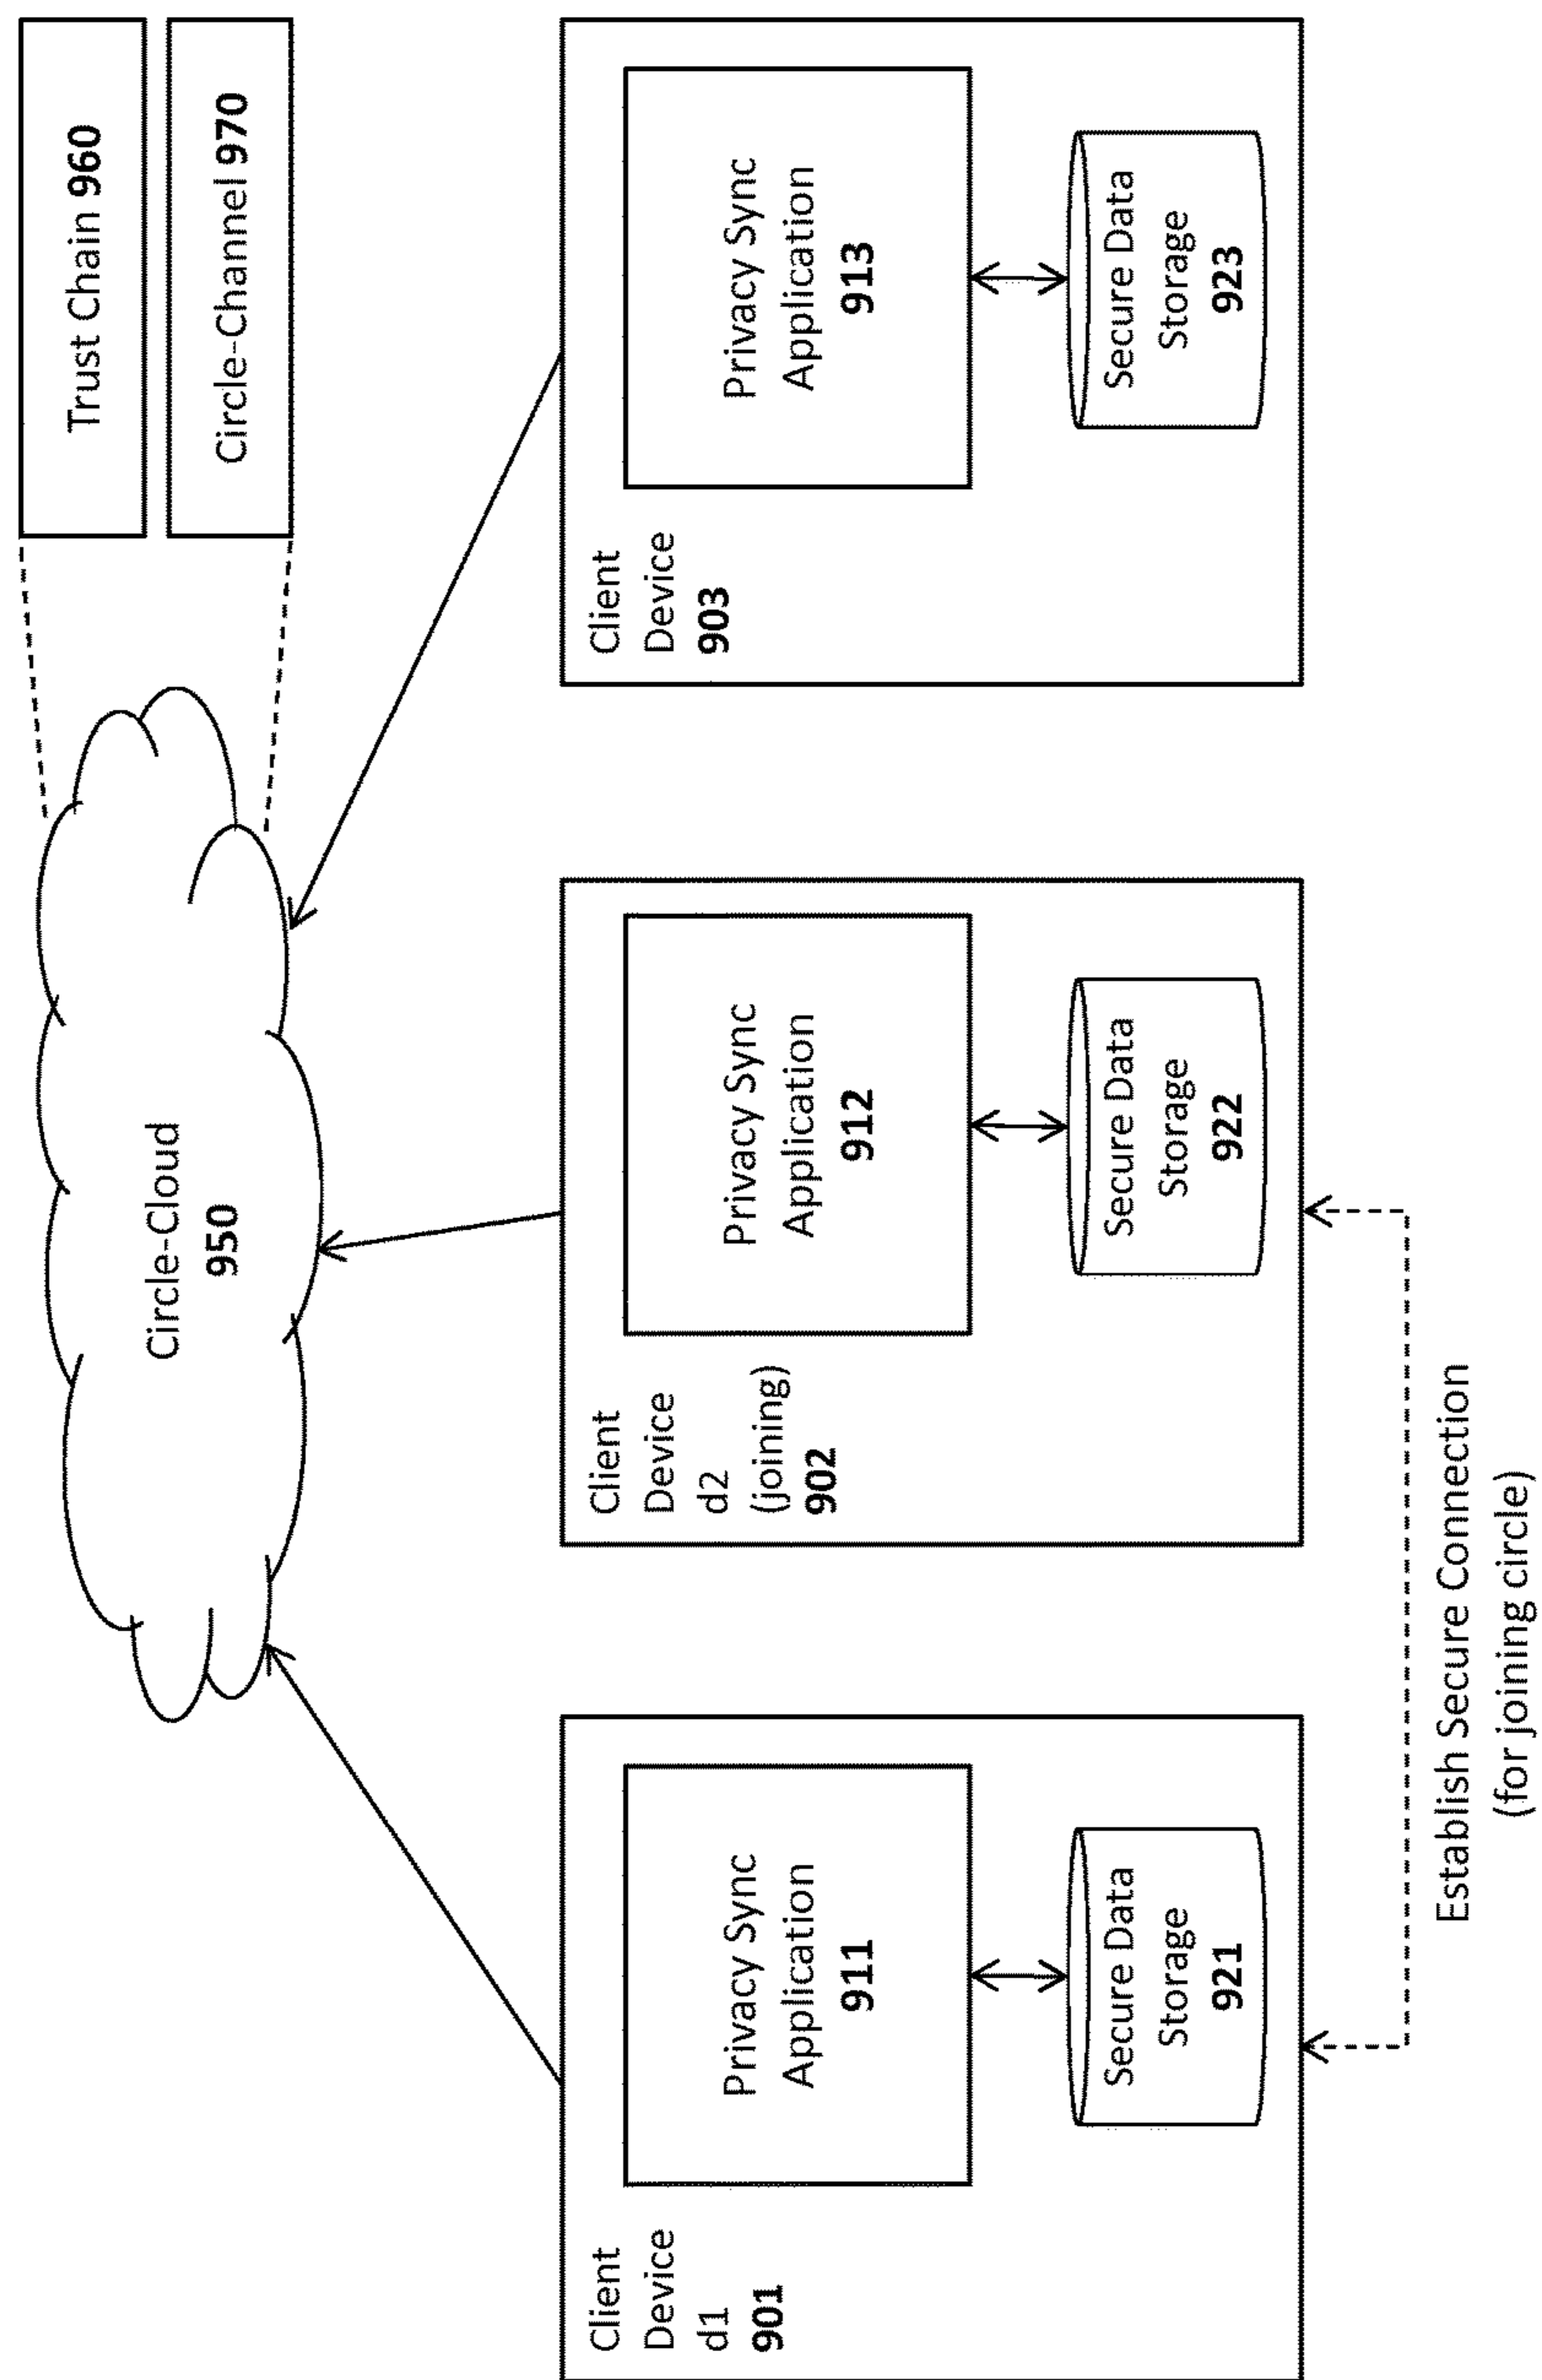 Trust Chain 960
Circle-Channel 970
Circle-Cloud
950
Client
Device
d1
901
Privacy Sync
Application
911
Secure Data
Storage
921
Client
Device
d2
(joining)
902
Privacy Sync
Application
912
Secure Data
Storage
922
Client
Device
903
Privacy Sync
Application
913
Secure Data
Storage
923
Establish Secure Connection
(for joining circle)